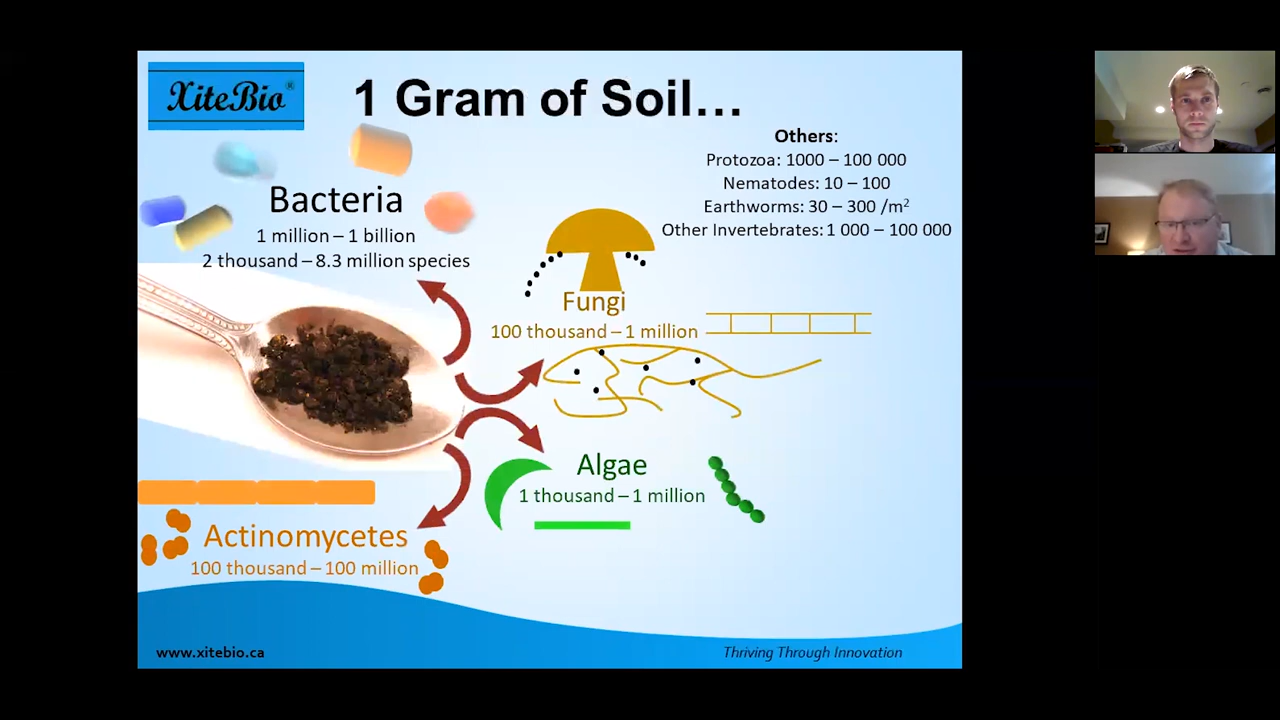 XiteBio®
1 Gram of Soil...
Others:
Protozoa: 1000 – 100 000
Nematodes: 10 – 100
Earthworms: 30 – 300 /m²
Other Invertebrates: 1 000 – 100 000
Bacteria
1 million – 1 billion
2 thousand – 8.3 million species
Fungi
100 thousand – 1 million
Algae
1 thousand – 1 million
Actinomycetes
100 thousand – 100 million
www.xitebio.ca
Thriving Through Innovation